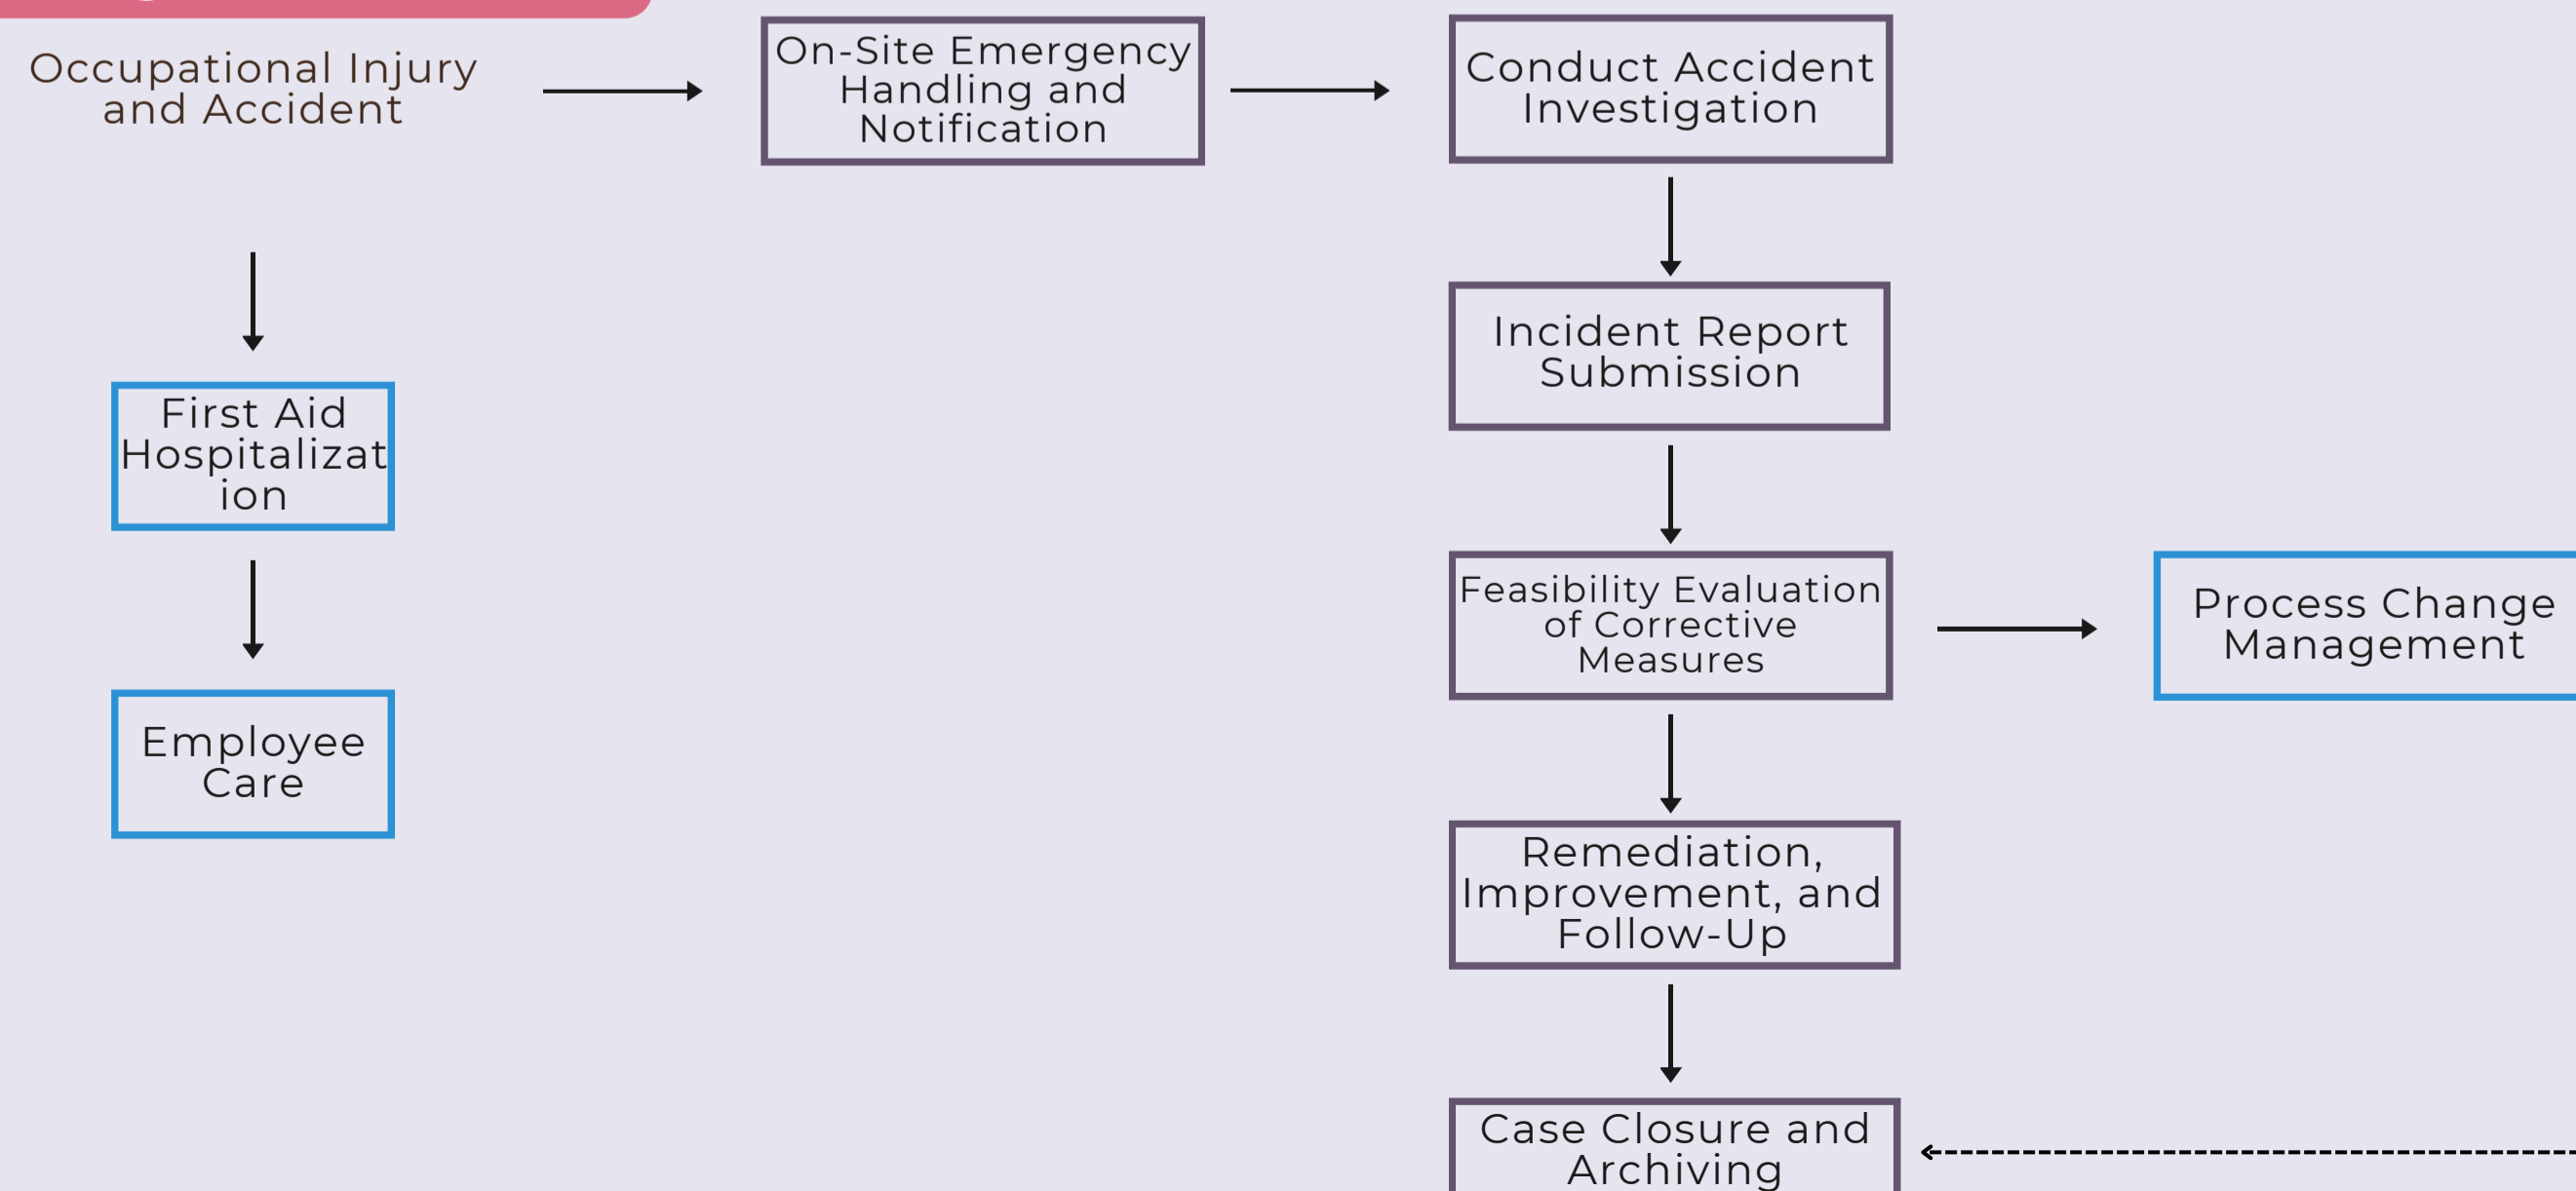 Occupational Injury
and Accident
On-Site Emergency
Handling and
Notification
Conduct Accident
Investigation
Incident Report
Submission
First Aid
Hospitalizat
ion
Feasibility Evaluation
of Corrective
Measures
Process Change
Management
Employee
Care
Remediation,
Improvement, and
Follow-Up
Case Closure and
Archiving